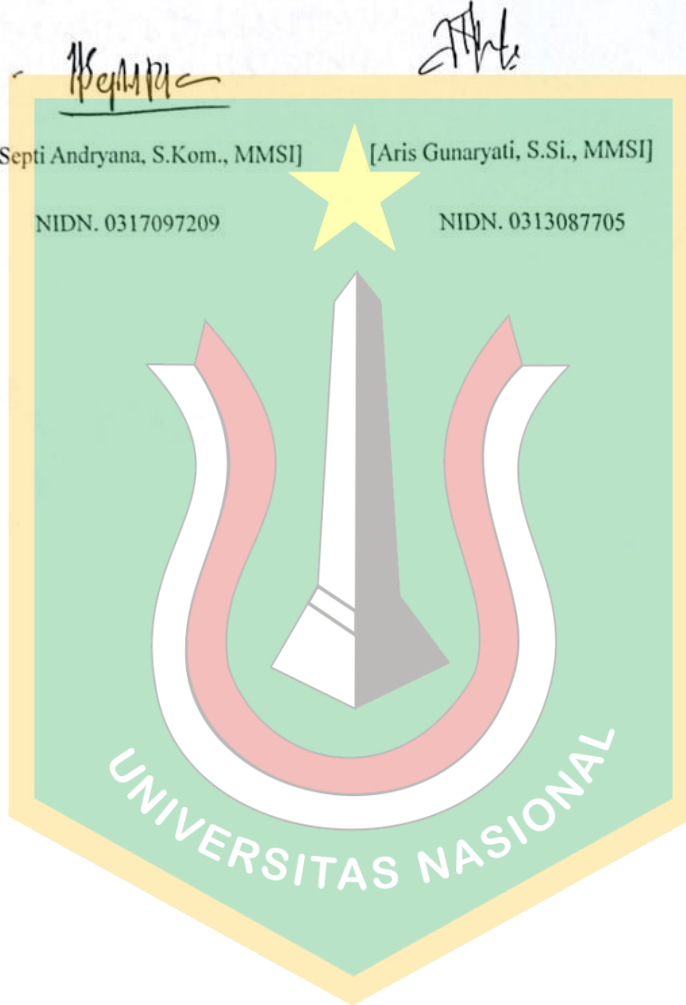 Septi Andryana, S.Kom., MMSI] [Aris Gunaryati, S.Si., MMSI]
NIDN. 0317097209 NIDN. 0313087705
UNIVERSITAS NASIONAL